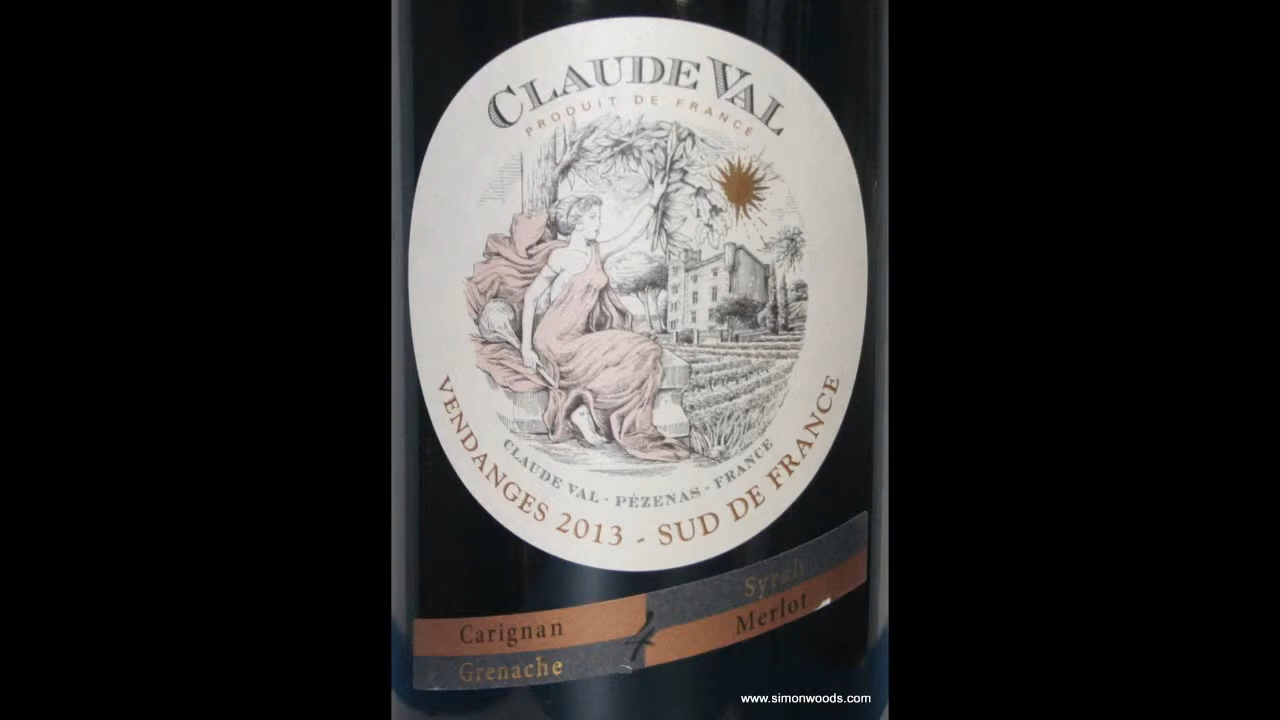 CLAUDE VAL
PRODUIT DE FRANCE
CLAUDE VAL - PÉZENAS - FRANCE
VENDANGES 2013 - SUD DE FRANCE
Carignan
Grenache
Syrah
Merlot
www.simonwoods.com